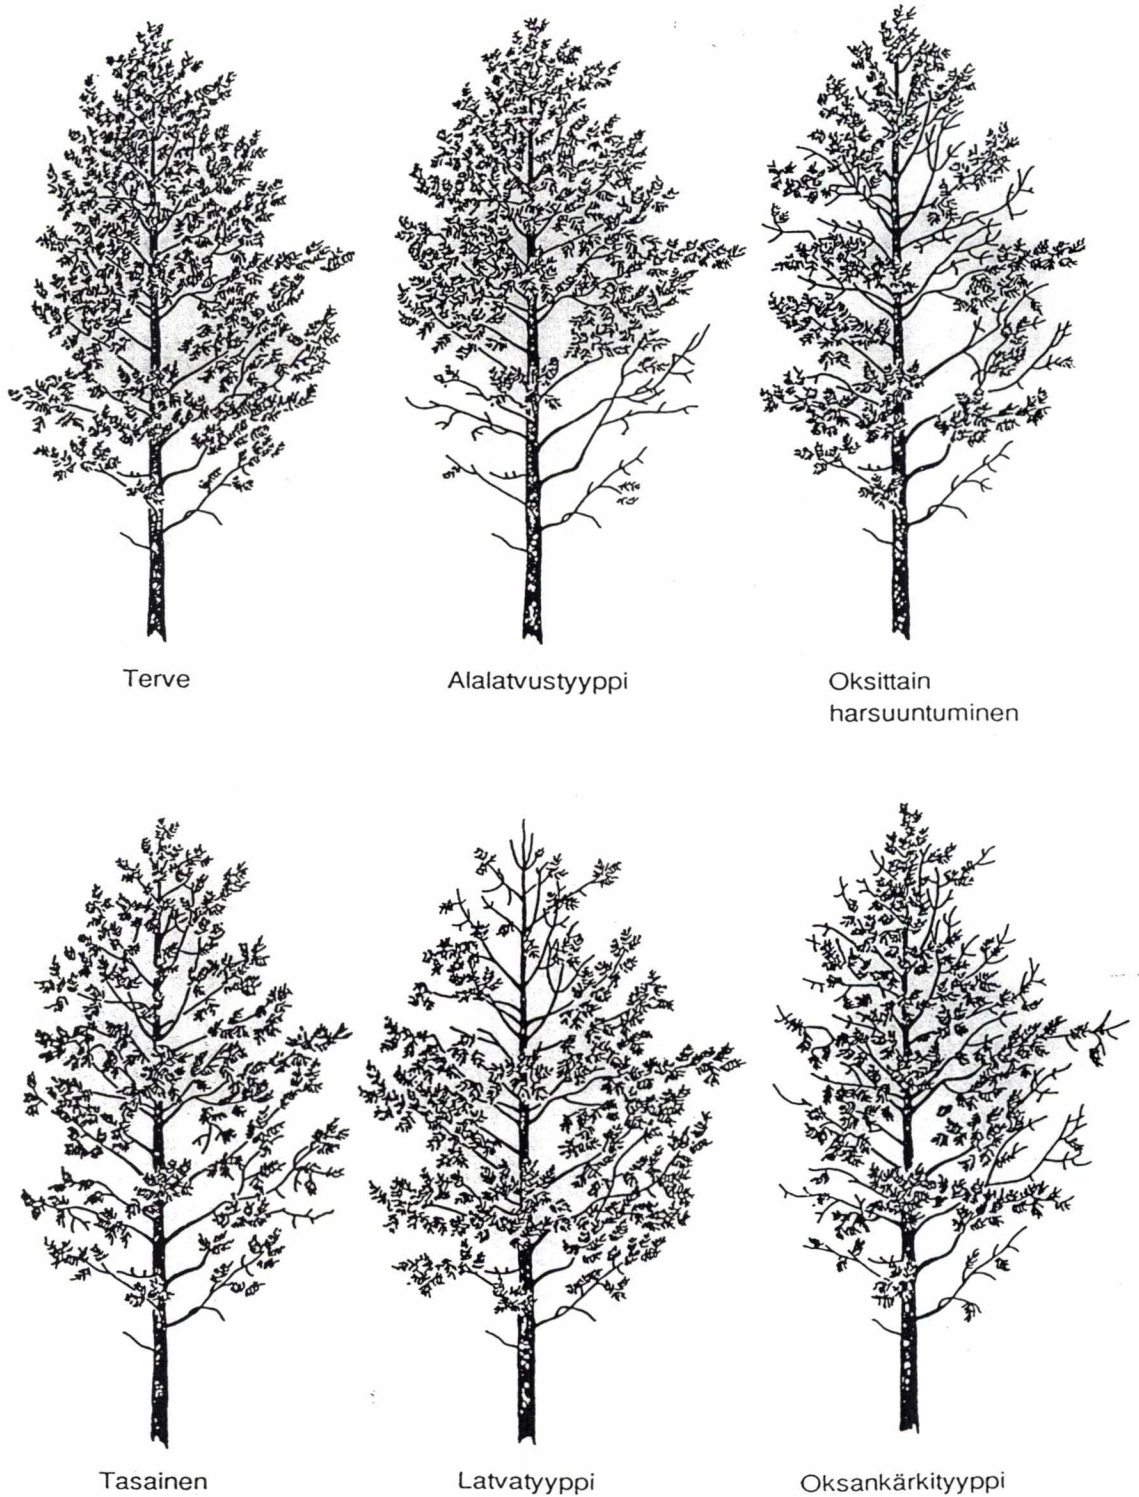 Terve
Alalatvustyyppi
Oksittain
harsuuntuminen
Tasainen
Latvatyyppi
Oksankärkityyppi